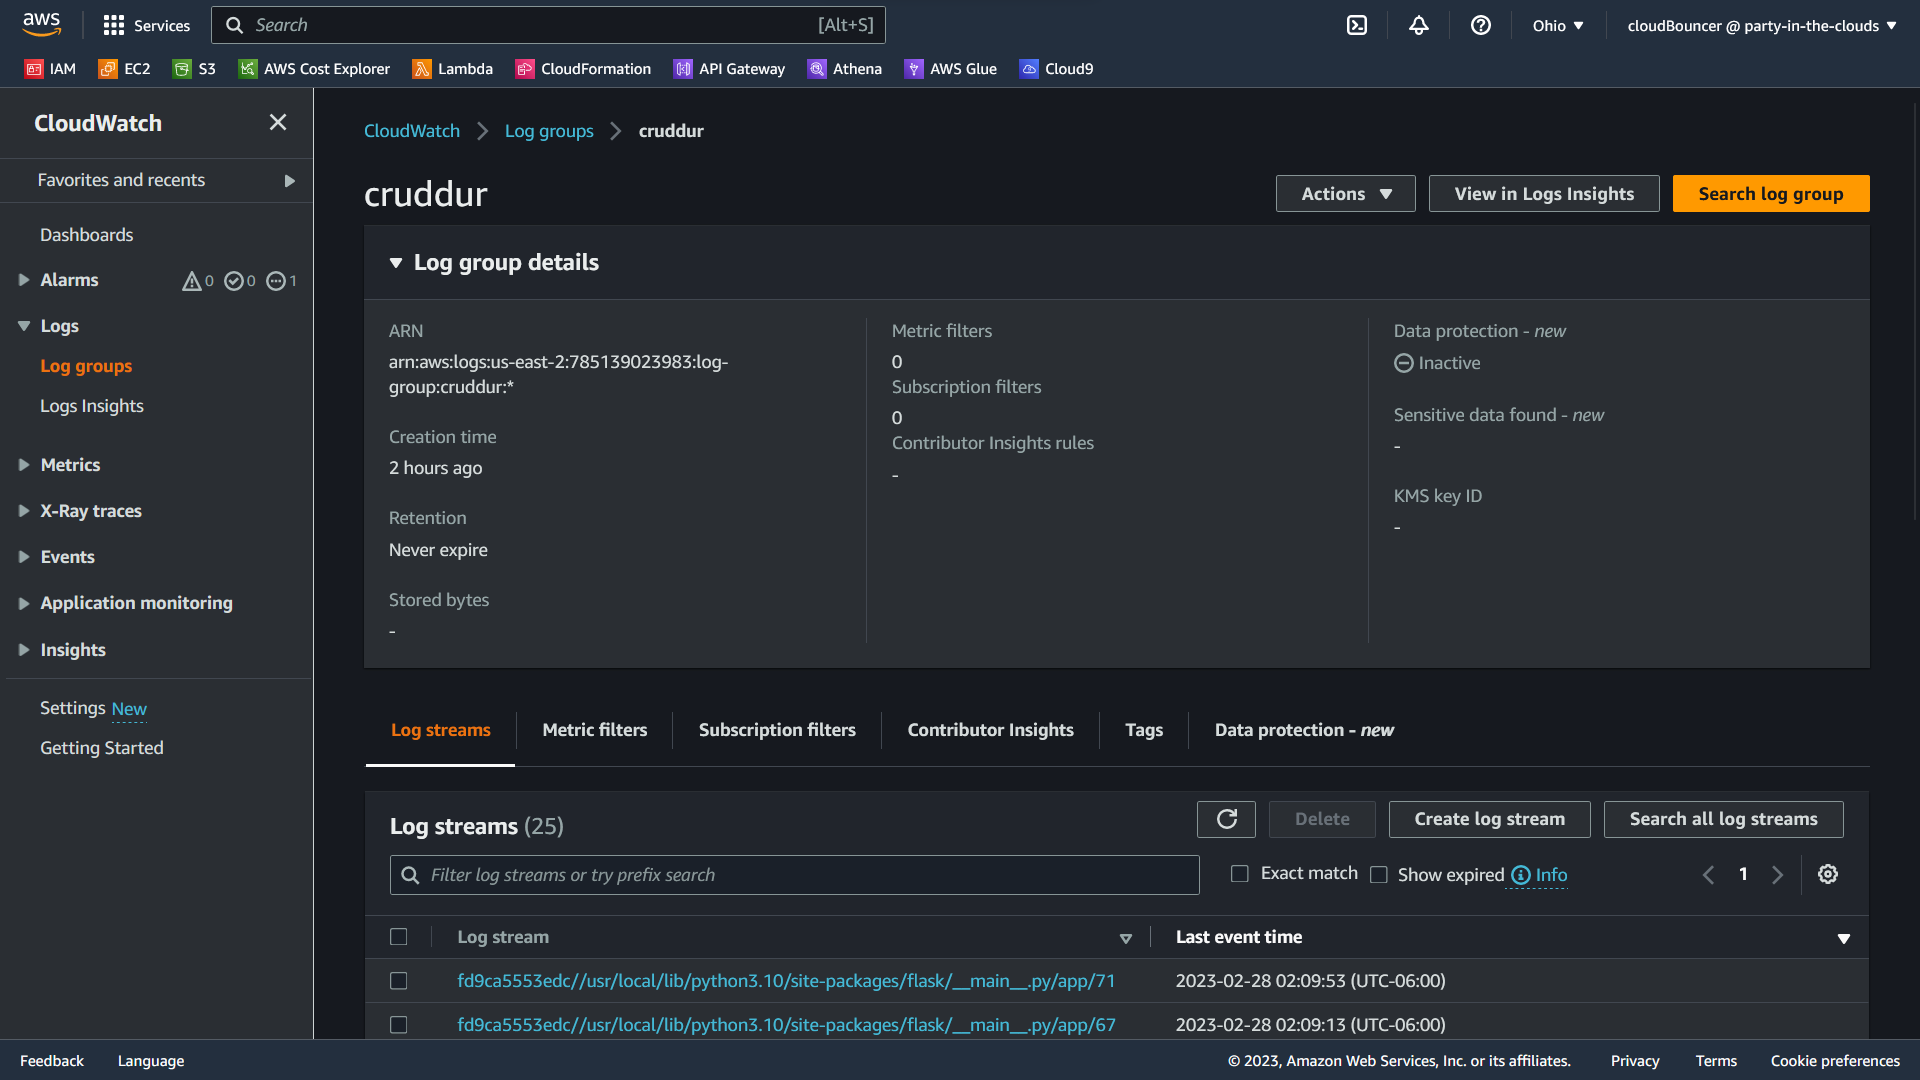 aws
Services
Search
[Alt+S]
Ohio
cloudBouncer @ party-in-the-clouds
IAM
EC2
S3
AWS Cost Explorer
Lambda
CloudFormation
API Gateway
Athena
AWS Glue
Cloud9
CloudWatch
Favorites and recents
Dashboards
Alarms
0
0
1
Logs
Log groups
Logs Insights
Metrics
X-Ray traces
Events
Application monitoring
Insights
Settings New
Getting Started
CloudWatch
Log groups
cruddur
cruddur
Actions
View in Logs Insights
Search log group
Log group details
ARN
arn:aws:logs:us-east-2:785139023983:log-
group:cruddur:*
Creation time
2 hours ago
Retention
Never expire
Stored bytes
-
Metric filters
0
Subscription filters
0
Contributor Insights rules
-
Data protection - new
Inactive
Sensitive data found - new
-
KMS key ID
-
Log streams
Metric filters
Subscription filters
Contributor Insights
Tags
Data protection - new
Log streams (25)
Delete
Create log stream
Search all log streams
Filter log streams or try prefix search
Exact match
Show expired
Info
1
Log stream
Last event time
fd9ca5553edc//usr/local/lib/python3.10/site-packages/flask/__main__.py/app/71
2023-02-28 02:09:53 (UTC-06:00)
fd9ca5553edc//usr/local/lib/python3.10/site-packages/flask/__main__.py/app/67
2023-02-28 02:09:13 (UTC-06:00)
Feedback
Language
© 2023, Amazon Web Services, Inc. or its affiliates.
Privacy
Terms
Cookie preferences